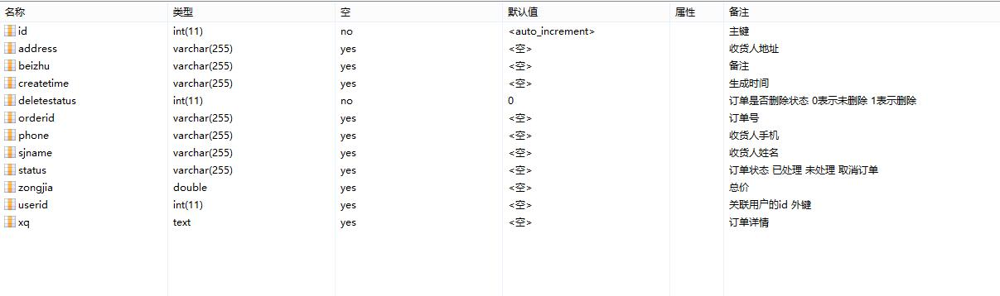 名称 类型 空 默认值 属性 备注
id int(11) no <auto_increment> 主键
address varchar(255) yes <空> 收货人地址
beizhu varchar(255) yes <空> 备注
createtime varchar(255) yes <空> 生成时间
deletestatus int(11) no 0 订单是否删除状态 0表示未删除 1表示删除
orderid varchar(255) yes <空> 订单号
phone varchar(255) yes <空> 收货人手机
sjname varchar(255) yes <空> 收货人姓名
status varchar(255) yes <空> 订单状态 已处理 未处理 取消订单
zongjia double yes <空> 总价
userid int(11) yes <空> 关联用户的id 外键
xq text yes <空> 订单详情